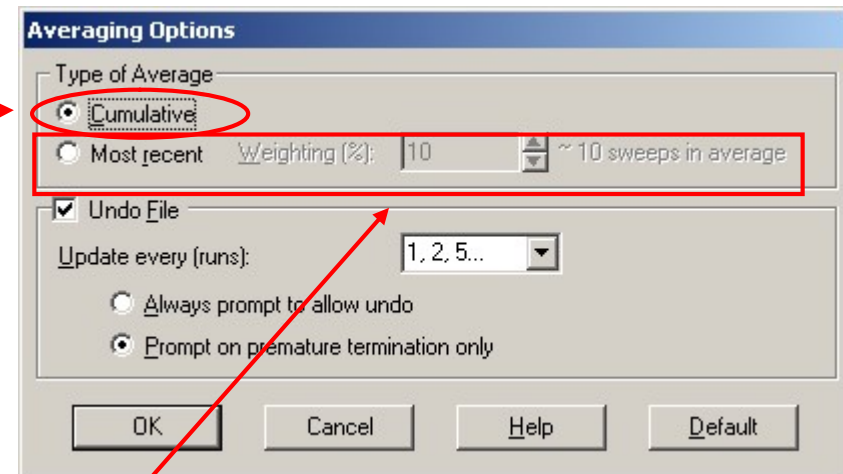 Averaging Options
Type of Average
Cumulative
Most recent Weighting (%): 10 ~ 10 sweeps in average
Undo File
Update every (runs): 1, 2, 5...
Always prompt to allow undo
Prompt on premature termination only
OK Cancel Help Default